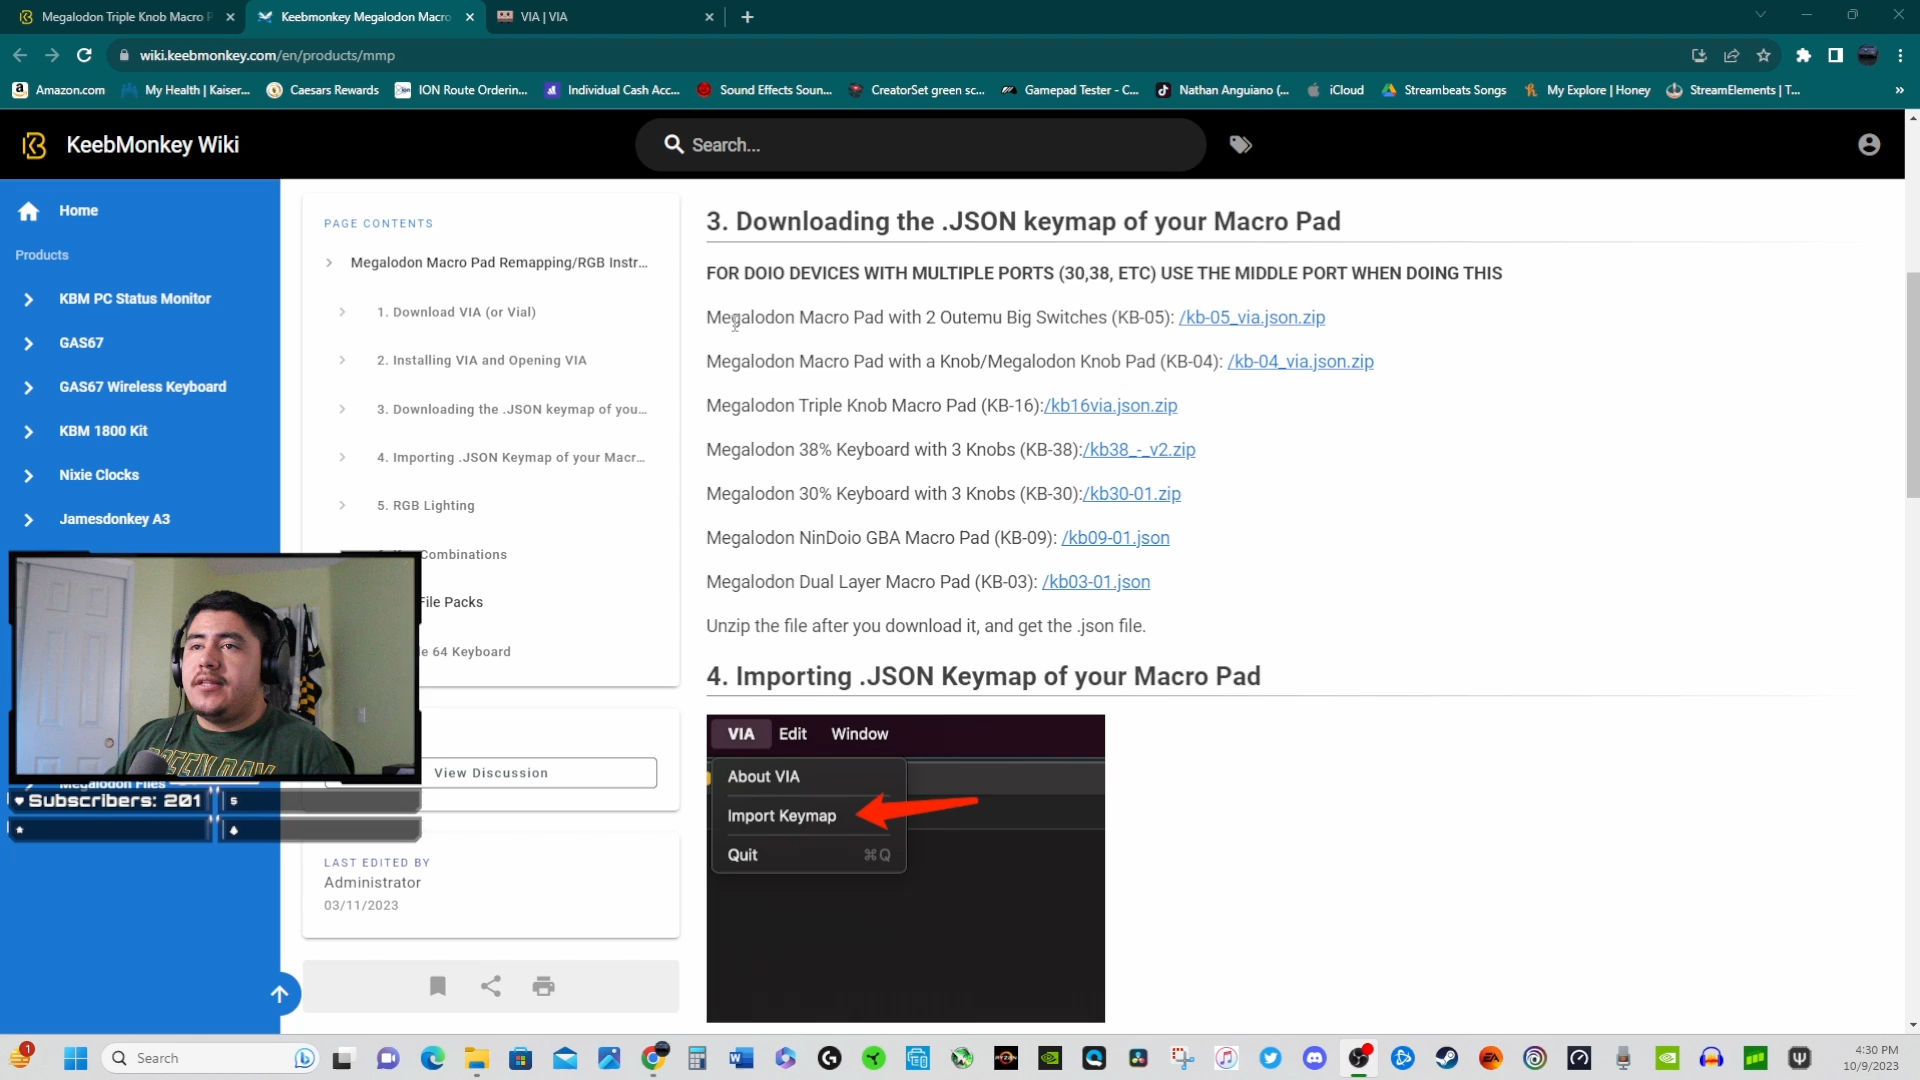 Megalodon Triple Knob Macro P
Keebmonkey Megalodon Macro
VIA | VIA
wiki.keebmonkey.com/en/products/mmp
Amazon.com
My Health | Kaiser...
Caesars Rewards
ION Route Orderin...
Individual Cash Acc...
Sound Effects Soun...
CreatorSet green sc...
Gamepad Tester - C...
Nathan Anguiano (...
iCloud
Streambeats Songs
My Explore | Honey
StreamElements | T...
KeebMonkey Wiki
Search...
Home
Products
KBM PC Status Monitor
GAS67
GAS67 Wireless Keyboard
KBM 1800 Kit
Nixie Clocks
Jamesdonkey A3
Megalodon Files
Subscribers: 201
5
PAGE CONTENTS
Megalodon Macro Pad Remapping/RGB Instr...
1. Download VIA (or Vial)
2. Installing VIA and Opening VIA
3. Downloading the .JSON keymap of you...
4. Importing .JSON Keymap of your Macr...
5. RGB Lighting
Combinations
File Packs
e 64 Keyboard
View Discussion
LAST EDITED BY
Administrator
03/11/2023
3. Downloading the .JSON keymap of your Macro Pad
FOR DOIO DEVICES WITH MULTIPLE PORTS (30,38, ETC) USE THE MIDDLE PORT WHEN DOING THIS
Megalodon Macro Pad with 2 Outemu Big Switches (KB-05): /kb-05_via.json.zip
Megalodon Macro Pad with a Knob/Megalodon Knob Pad (KB-04): /kb-04_via.json.zip
Megalodon Triple Knob Macro Pad (KB-16):/kb16via.json.zip
Megalodon 38% Keyboard with 3 Knobs (KB-38):/kb38_-_v2.zip
Megalodon 30% Keyboard with 3 Knobs (KB-30):/kb30-01.zip
Megalodon NinDoio GBA Macro Pad (KB-09): /kb09-01.json
Megalodon Dual Layer Macro Pad (KB-03): /kb03-01.json
Unzip the file after you download it, and get the .json file.
4. Importing .JSON Keymap of your Macro Pad
VIA Edit Window
About VIA
Import Keymap
Quit ⌘Q
1
Search
4:30 PM
10/9/2023